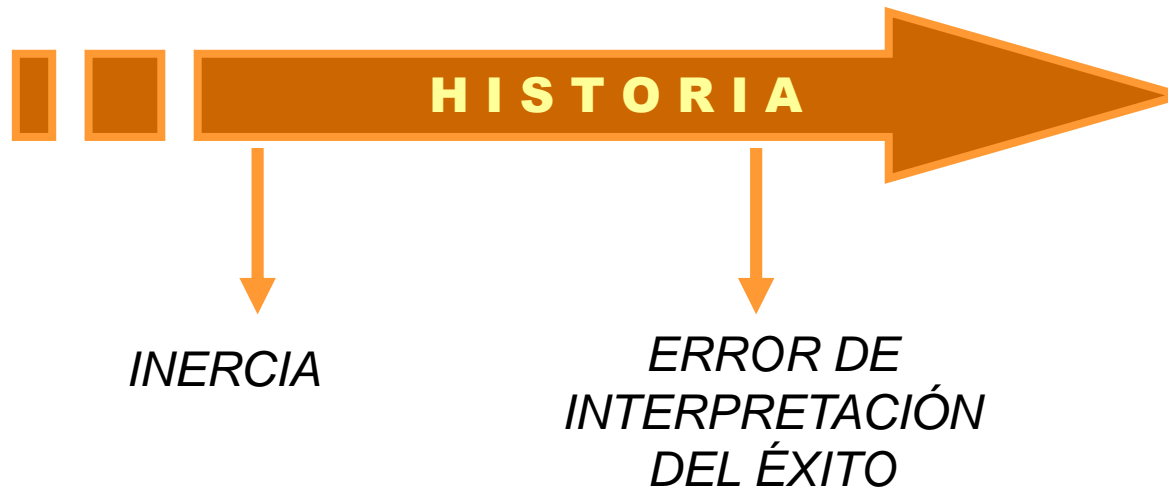 HISTORIA
INERCIA
ERROR DE
INTERPRETACIÓN
DEL ÉXITO